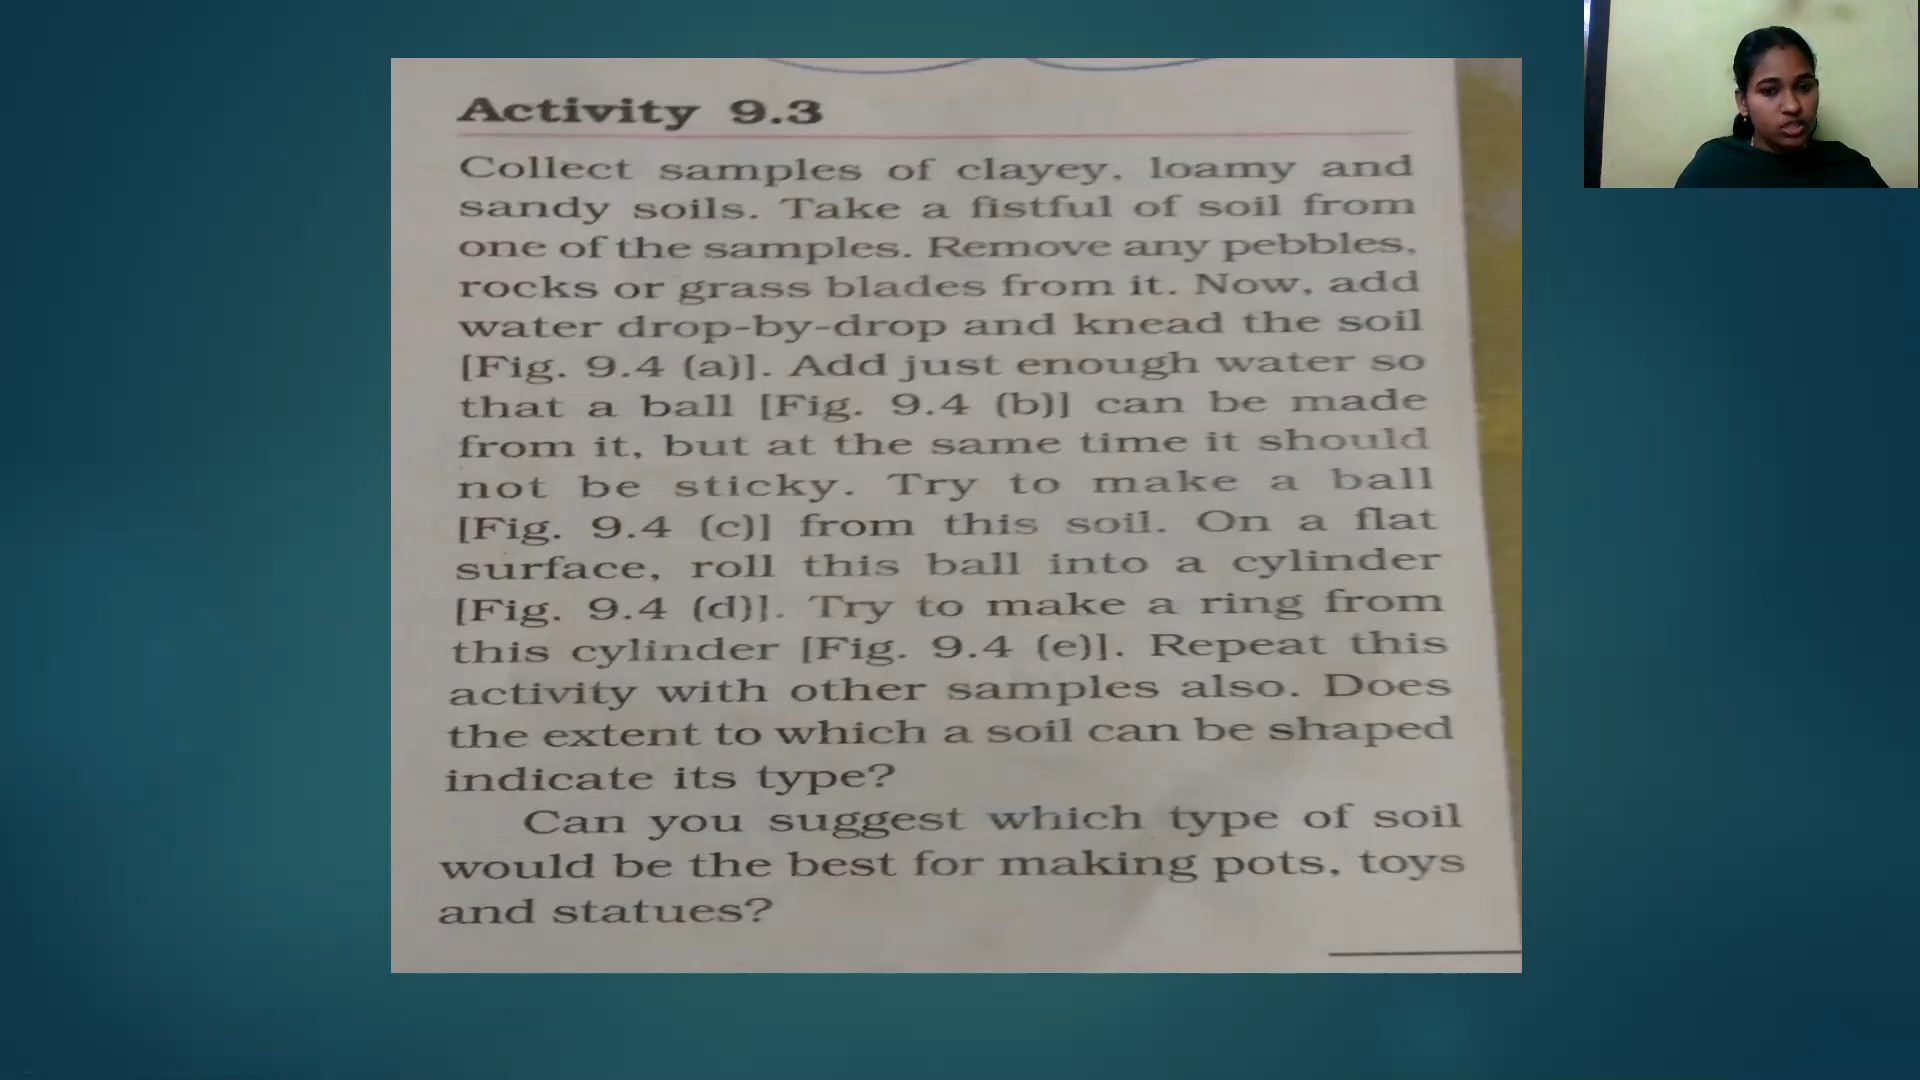 Activity 9.3
Collect samples of clayey, loamy and
sandy soils. Take a fistful of soil from
one of the samples. Remove any pebbles,
rocks or grass blades from it. Now, add
water drop-by-drop and knead the soil
[Fig. 9.4 (a)]. Add just enough water so
that a ball [Fig. 9.4 (b)] can be made
from it, but at the same time it should
not be sticky. Try to make a ball
[Fig. 9.4 (c)] from this soil. On a flat
surface, roll this ball into a cylinder
[Fig. 9.4 (d)]. Try to make a ring from
this cylinder [Fig. 9.4 (e)]. Repeat this
activity with other samples also. Does
the extent to which a soil can be shaped
indicate its type?
Can you suggest which type of soil
would be the best for making pots, toys
and statues?